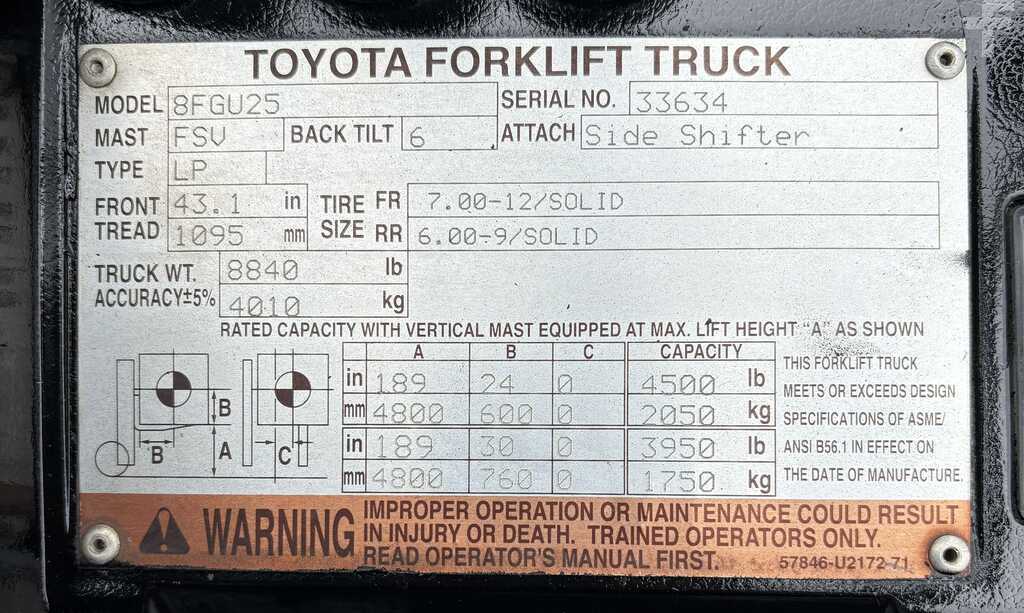 TOYOTA FORKLIFT TRUCK
MODEL 8FGU25 SERIAL NO. 33634
MAST FSV BACK TILT 6 ATTACH Side Shifter
TYPE LP
FRONT TREAD 43.1 in TIRE SIZE FR 7.00-12/SOLID
1095 mm RR 6.00-9/SOLID
TRUCK WT. 8840 lb
ACCURACY±5% 4010 kg
RATED CAPACITY WITH VERTICAL MAST EQUIPPED AT MAX. LIFT HEIGHT "A" AS SHOWN
A B C CAPACITY
in 189 24 0 4500 lb
mm 4800 600 0 2050 kg
in 189 30 0 3950 lb
mm 4800 760 0 1750 kg
B
B A C
THIS FORKLIFT TRUCK
MEETS OR EXCEEDS DESIGN
SPECIFICATIONS OF ASME/
ANSI B56.1 IN EFFECT ON
THE DATE OF MANUFACTURE.
WARNING
IMPROPER OPERATION OR MAINTENANCE COULD RESULT
IN INJURY OR DEATH. TRAINED OPERATORS ONLY.
READ OPERATOR'S MANUAL FIRST. 57846-U2172-71